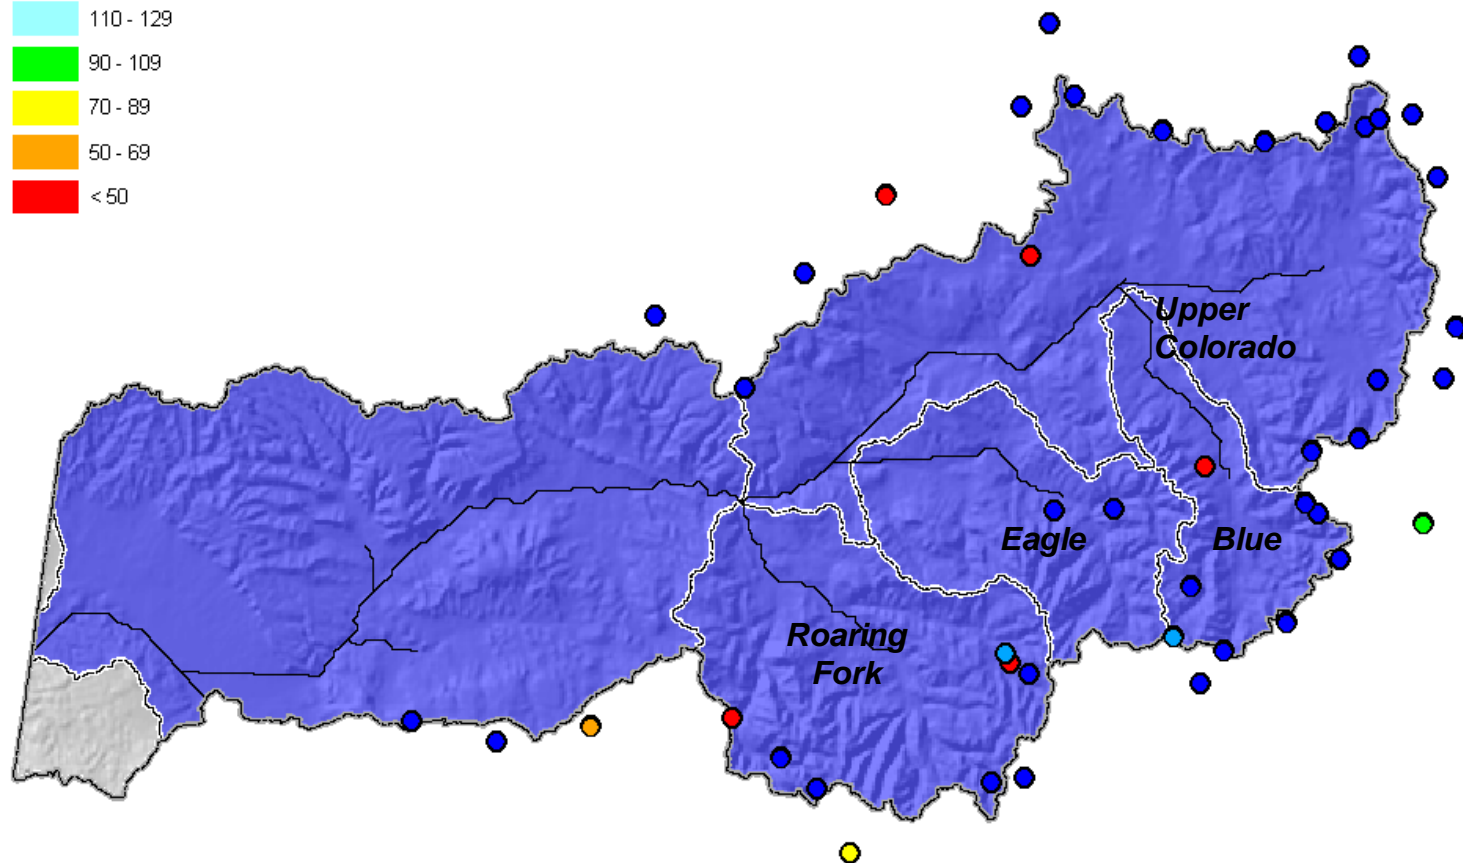 110 - 129
90 - 109
70 - 89
50 - 69
< 50
Upper
Colorado
Eagle
Blue
Roaring
Fork